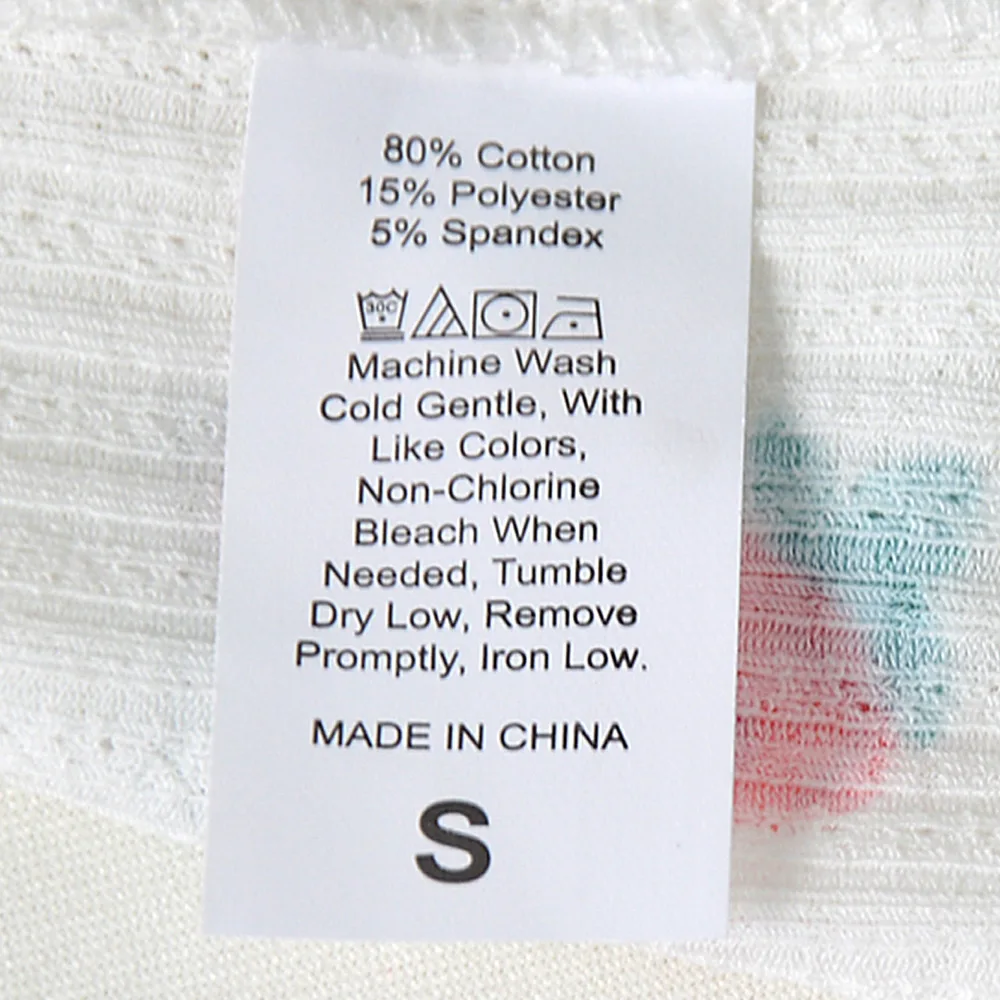 80% Cotton
15% Polyester
5% Spandex
30C
Machine Wash
Cold Gentle, With
Like Colors,
Non-Chlorine
Bleach When
Needed, Tumble
Dry Low, Remove
Promptly, Iron Low.
MADE IN CHINA
S